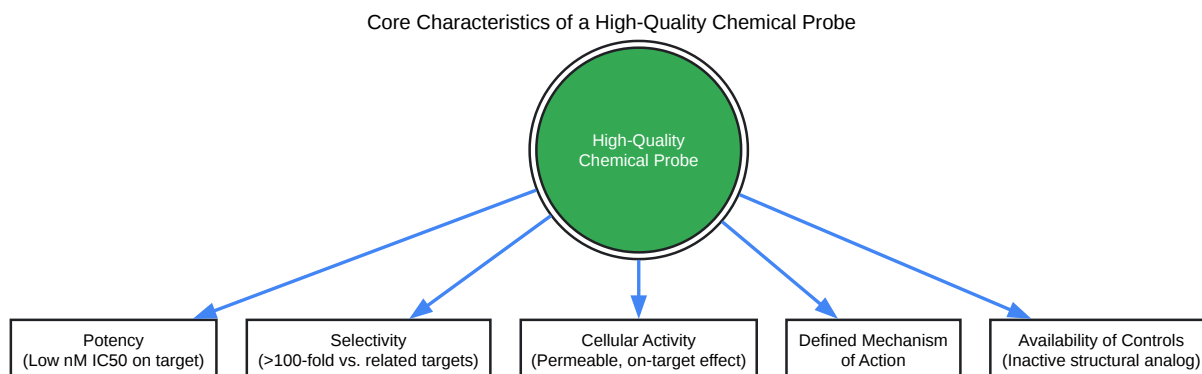 Core Characteristics of a High-Quality Chemical Probe
High-Quality
Chemical Probe
Potency
(Low nM IC50 on target)
Selectivity
(>100-fold vs. related targets)
Cellular Activity
(Permeable, on-target effect)
Defined Mechanism
of Action
Availability of Controls
(Inactive structural analog)